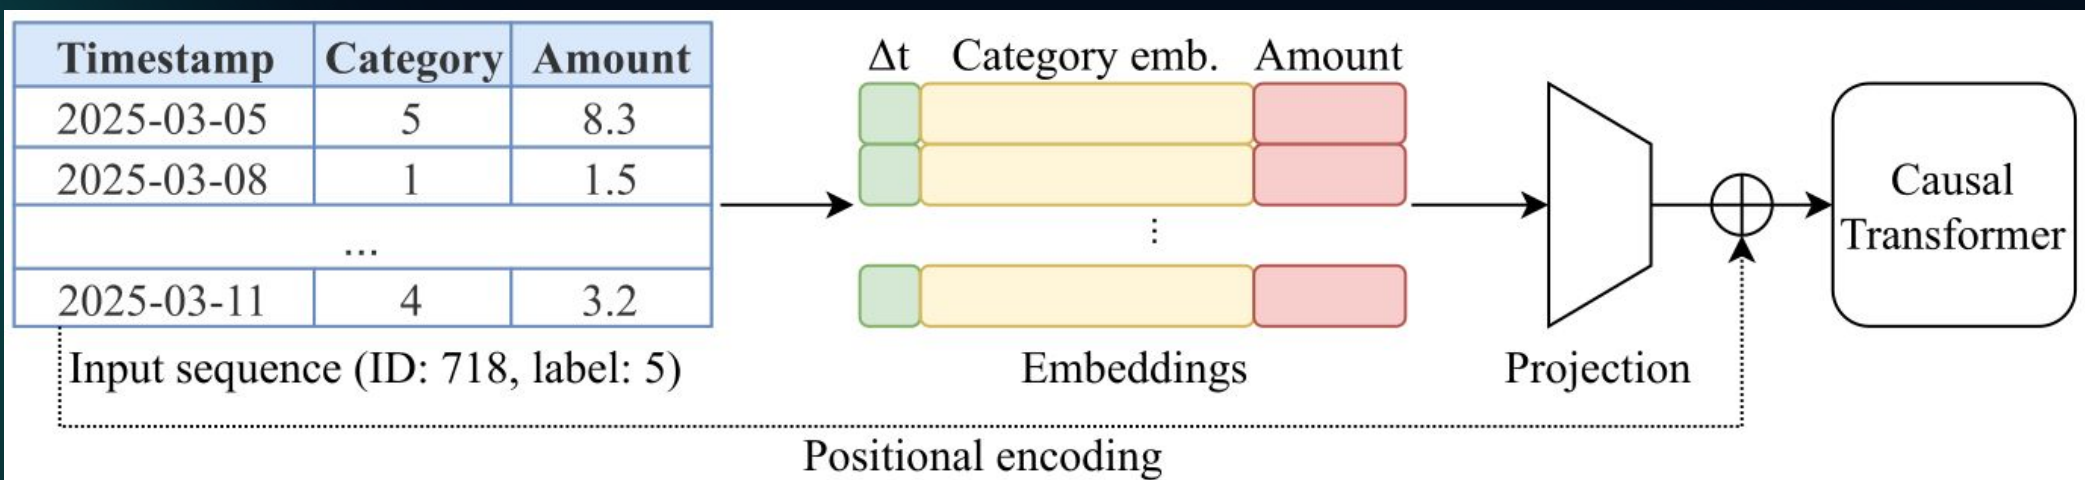 Timestamp Category Amount
2025-03-05 5 8.3
2025-03-08 1 1.5
...
2025-03-11 4 3.2
Input sequence (ID: 718, label: 5)
Δt Category emb. Amount
⋮
Embeddings
Projection
Causal
Transformer
Positional encoding